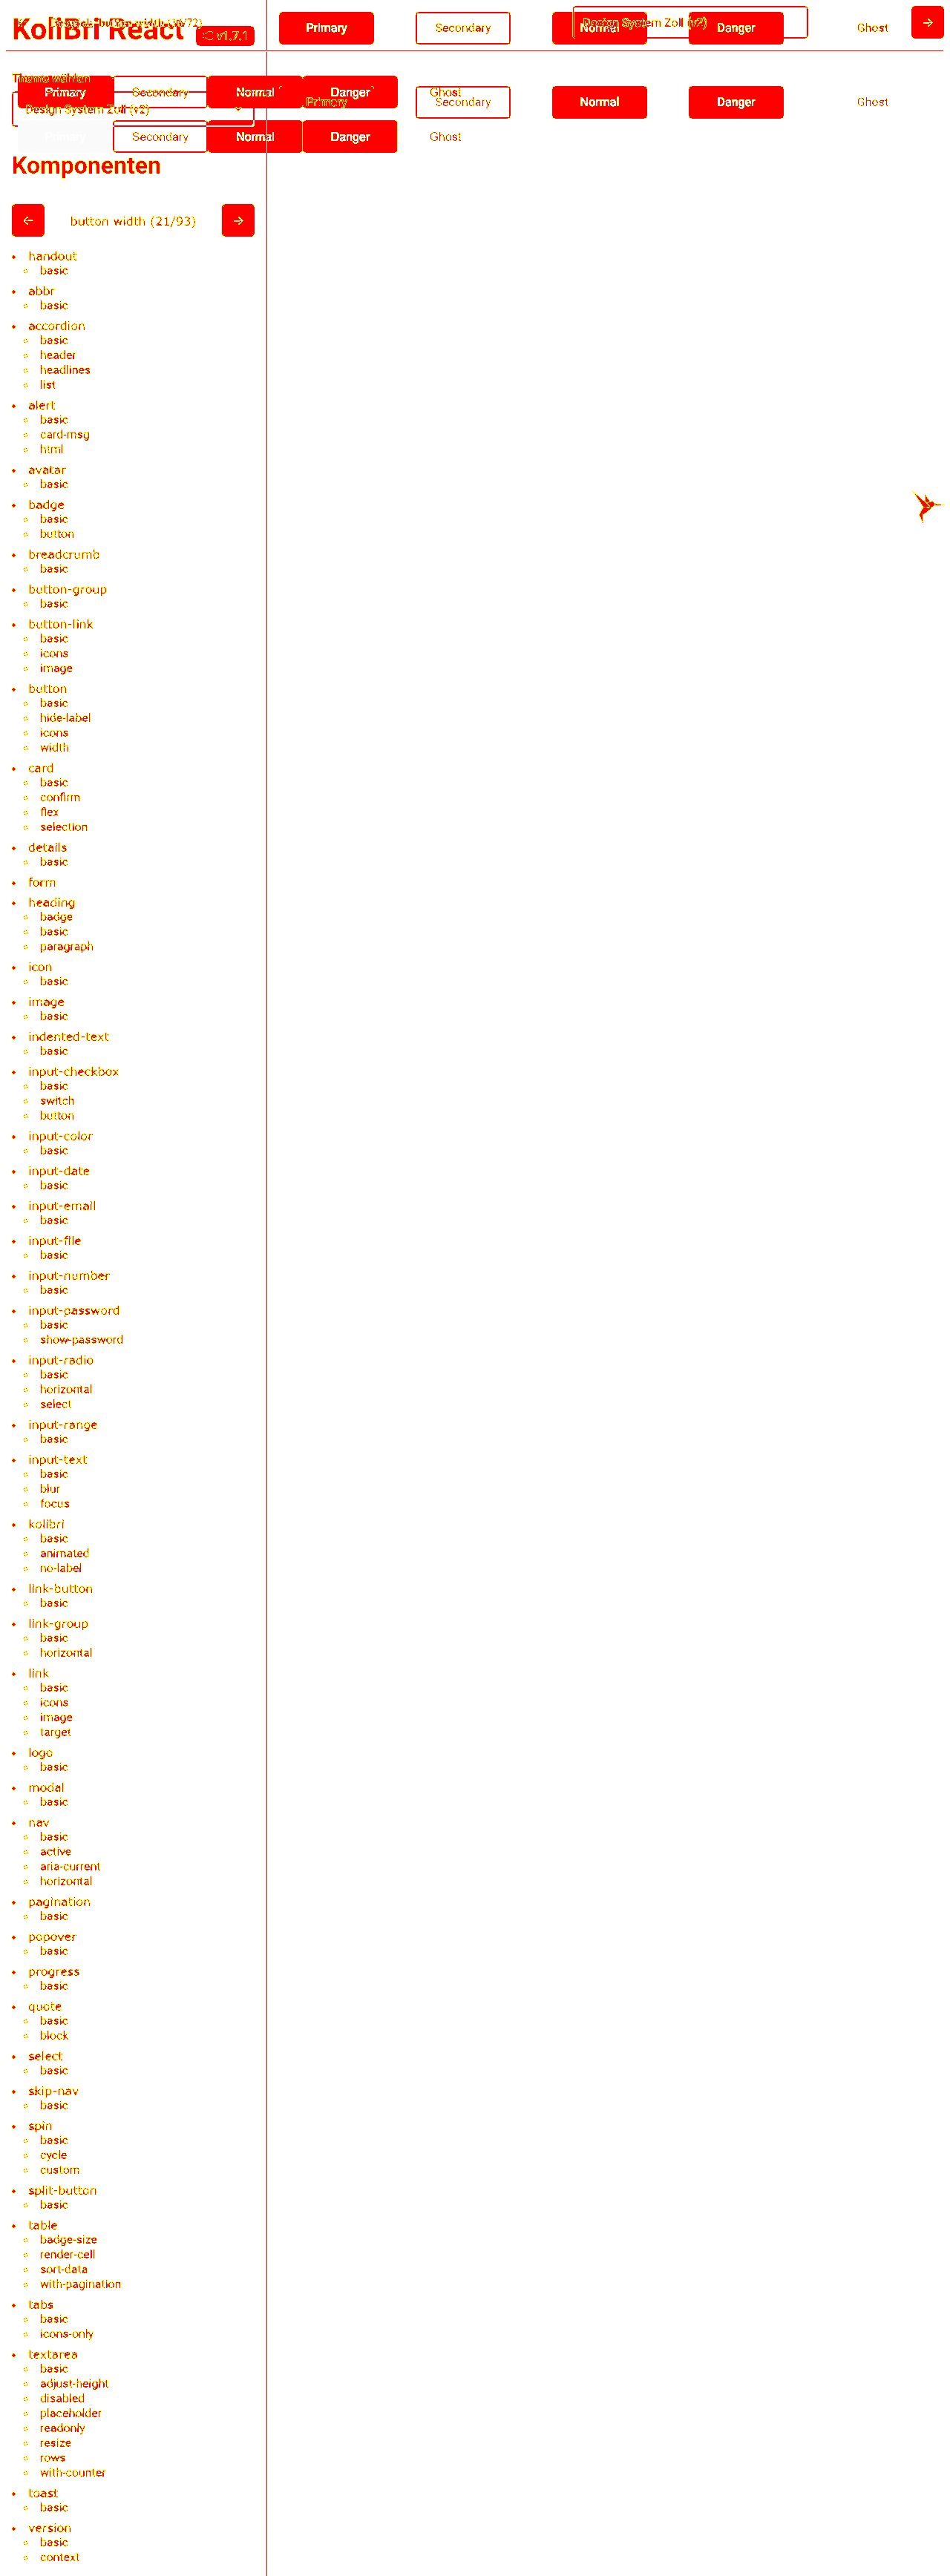 KoliBri React
v1.7.1
button width
Design System Zoll (v2)
Primary Secondary Normal Danger Ghost
Theme wählen
Design System Zoll (v2)
Primary Secondary Normal Danger Ghost
Primary Secondary Normal Danger Ghost
Normal Danger Ghost
Secondary
Komponenten
button width (21/93)
handout
basic
abbr
basic
accordion
basic
header
headlines
list
alert
basic
card-msg
html
avatar
basic
badge
basic
button
breadcrumb
basic
button-group
basic
button-link
basic
icons
image
button
basic
hide-label
icons
width
card
basic
confirm
flex
selection
details
basic
form
heading
badge
basic
paragraph
icon
basic
image
basic
indented-text
basic
input-checkbox
basic
switch
button
input-color
basic
input-date
basic
input-email
basic
input-file
basic
input-number
basic
input-password
basic
show-password
input-radio
basic
horizontal
select
input-range
basic
input-text
basic
blur
focus
kolibri
basic
animated
no-label
link-button
basic
link-group
basic
horizontal
link
basic
icons
image
target
logo
basic
modal
basic
nav
basic
active
aria-current
horizontal
pagination
basic
popover
basic
progress
basic
quote
basic
block
select
basic
skip-nav
basic
spin
basic
cycle
custom
split-button
basic
table
badge-size
render-cell
sort-data
with-pagination
tabs
basic
icons-only
textarea
basic
adjust-height
disabled
placeholder
readonly
resize
rows
with-counter
toast
basic
version
basic
context